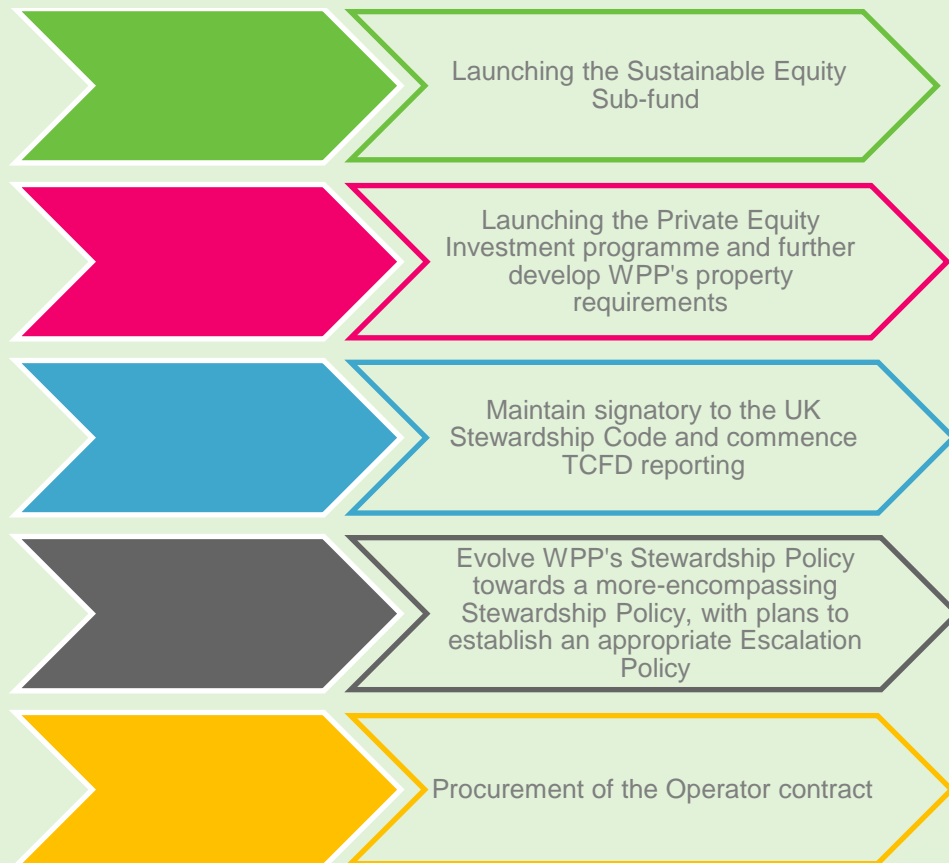 Launching the Sustainable Equity
Sub-fund
Launching the Private Equity
Investment programme and further
develop WPP's property
requirements
Maintain signatory to the UK
Stewardship Code and commence
TCFD reporting
Evolve WPP's Stewardship Policy
towards a more-encompassing
Stewardship Policy, with plans to
establish an appropriate Escalation
Policy
Procurement of the Operator contract